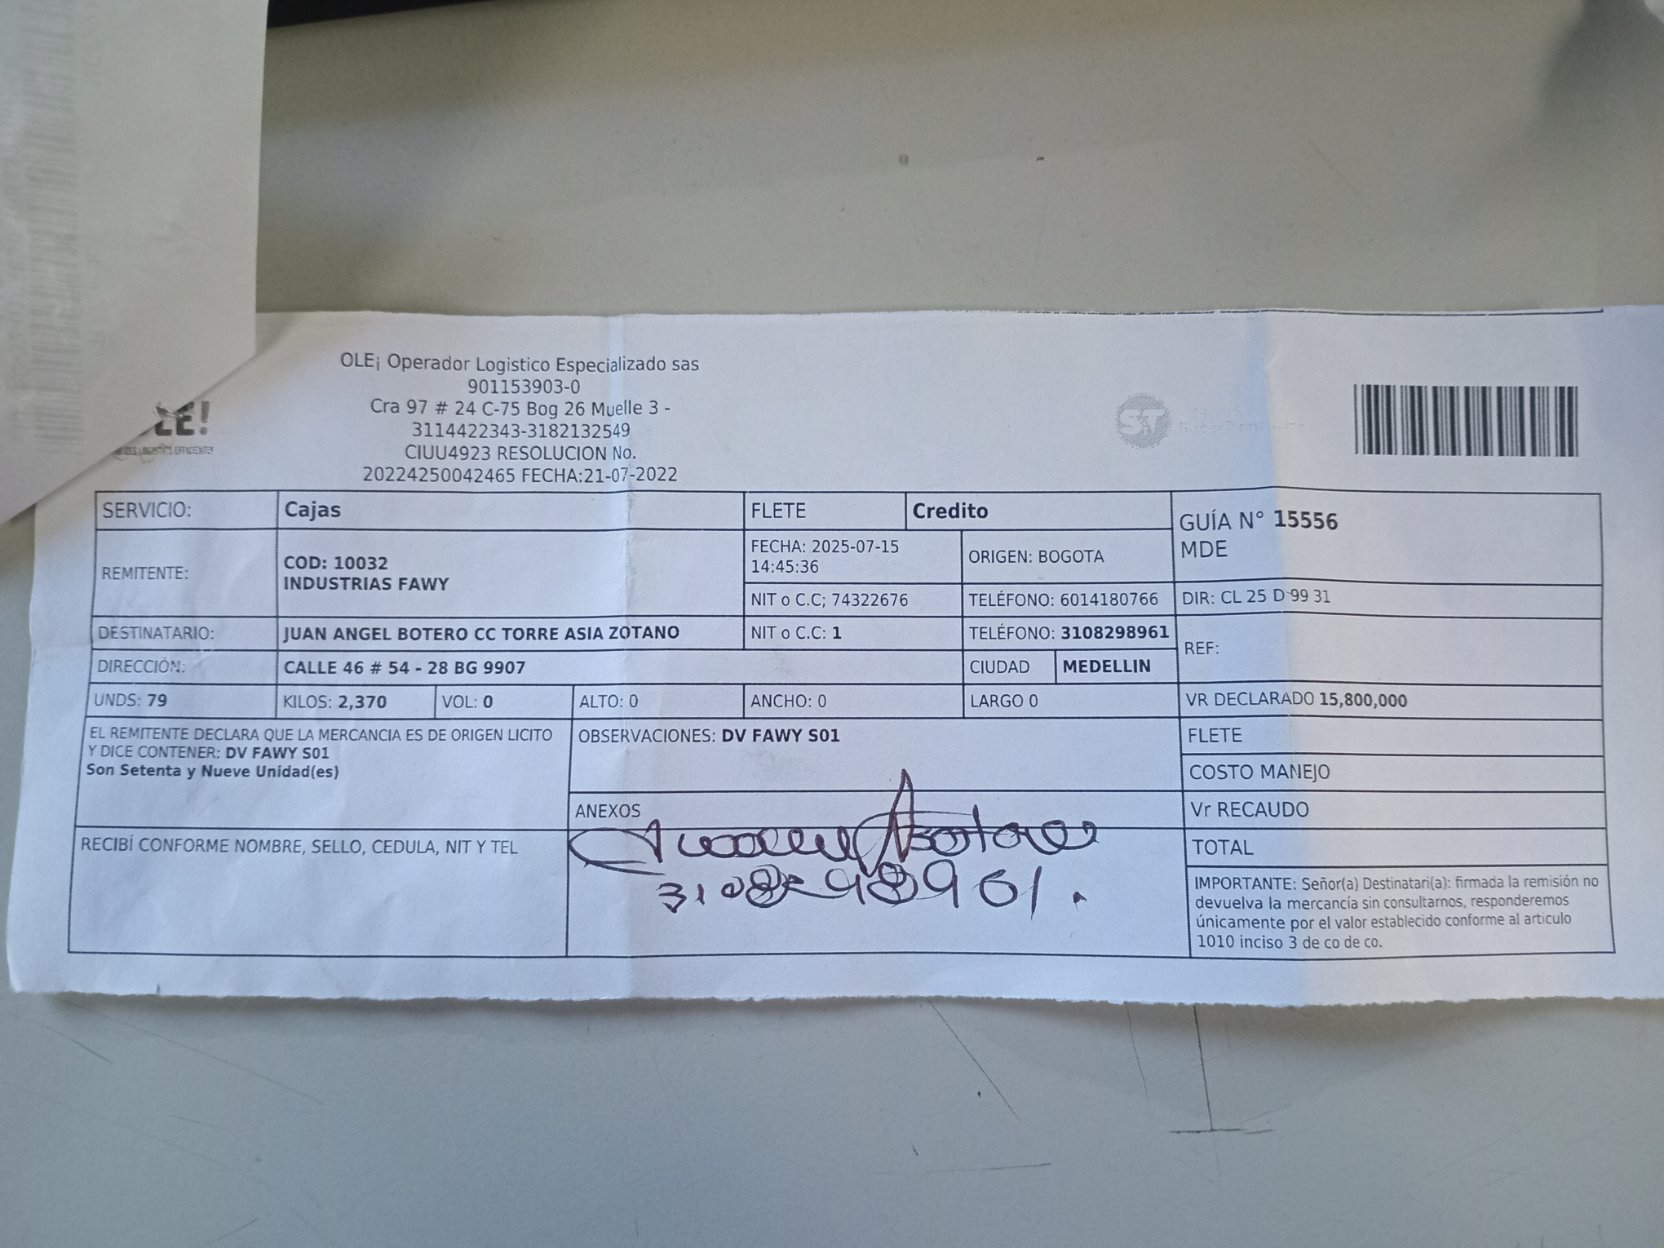 OLE¡ Operador Logistico Especializado sas
901153903-0
Cra 97 # 24 C-75 Bog 26 Muelle 3 -
3114422343-3182132549
CIUU4923 RESOLUCION No.
20224250042465 FECHA:21-07-2022
LE!
ST
SERVICIO: Cajas FLETE Credito GUÍA N° 15556
MDE
REMITENTE: COD: 10032
INDUSTRIAS FAWY
FECHA: 2025-07-15
14:45:36
ORIGEN: BOGOTA
NIT o C.C; 74322676 TELÉFONO: 6014180766 DIR: CL 25 D 99 31
DESTINATARIO: JUAN ANGEL BOTERO CC TORRE ASIA ZOTANO NIT o C.C: 1 TELÉFONO: 3108298961
REF:
DIRECCIÓN: CALLE 46 # 54 - 28 BG 9907 CIUDAD MEDELLIN
UNDS: 79 KILOS: 2,370 VOL: 0 ALTO: 0 ANCHO: 0 LARGO 0 VR DECLARADO 15,800,000
EL REMITENTE DECLARA QUE LA MERCANCIA ES DE ORIGEN LICITO
Y DICE CONTENER: DV FAWY S01
Son Setenta y Nueve Unidad(es)
OBSERVACIONES: DV FAWY S01
FLETE
COSTO MANEJO
ANEXOS
Vr RECAUDO
RECIBÍ CONFORME NOMBRE, SELLO, CEDULA, NIT Y TEL
TOTAL
IMPORTANTE: Señor(a) Destinatari(a): firmada la remisión no
devuelva la mercancía sin consultarnos, responderemos
únicamente por el valor establecido conforme al articulo
1010 inciso 3 de co de co.